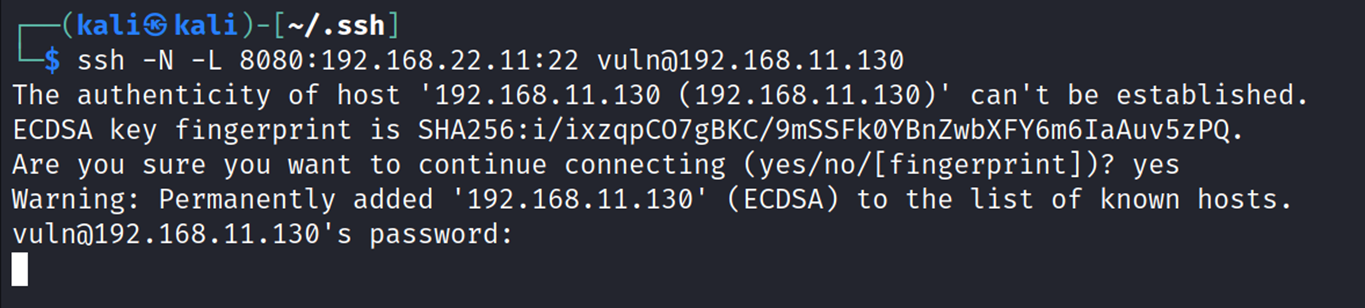 (kali㉿kali)-[~/.ssh]
$ ssh -N -L 8080:192.168.22.11:22 vuln@192.168.11.130
The authenticity of host '192.168.11.130 (192.168.11.130)' can't be established.
ECDSA key fingerprint is SHA256:i/ixzqpCO7gBKC/9mSSFk0YBnZwbXFY6m6IaAuv5zPQ.
Are you sure you want to continue connecting (yes/no/[fingerprint])? yes
Warning: Permanently added '192.168.11.130' (ECDSA) to the list of known hosts.
vuln@192.168.11.130's password: